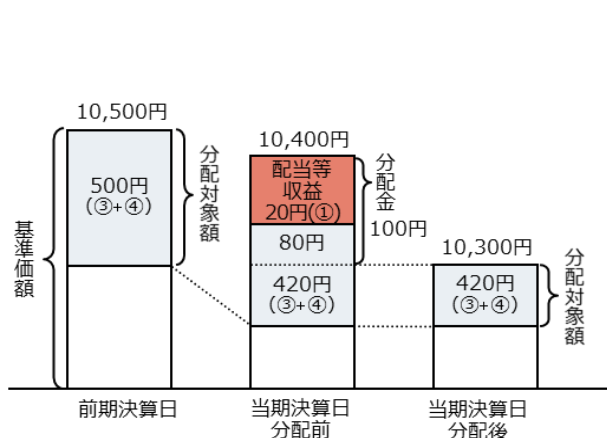 10,500円
500円
(③+④)
分配対象額
基準価額
前期決算日
10,400円
配当等
収益
20円(①)
80円
420円
(③+④)
分配金
100円
当期決算日
分配前
10,300円
420円
(③+④)
分配対象額
当期決算日
分配後